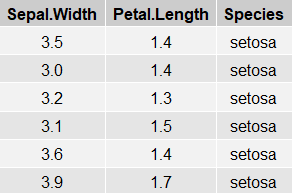 Sepal.Width Petal.Length Species
3.5 1.4 setosa
3.0 1.4 setosa
3.2 1.3 setosa
3.1 1.5 setosa
3.6 1.4 setosa
3.9 1.7 setosa